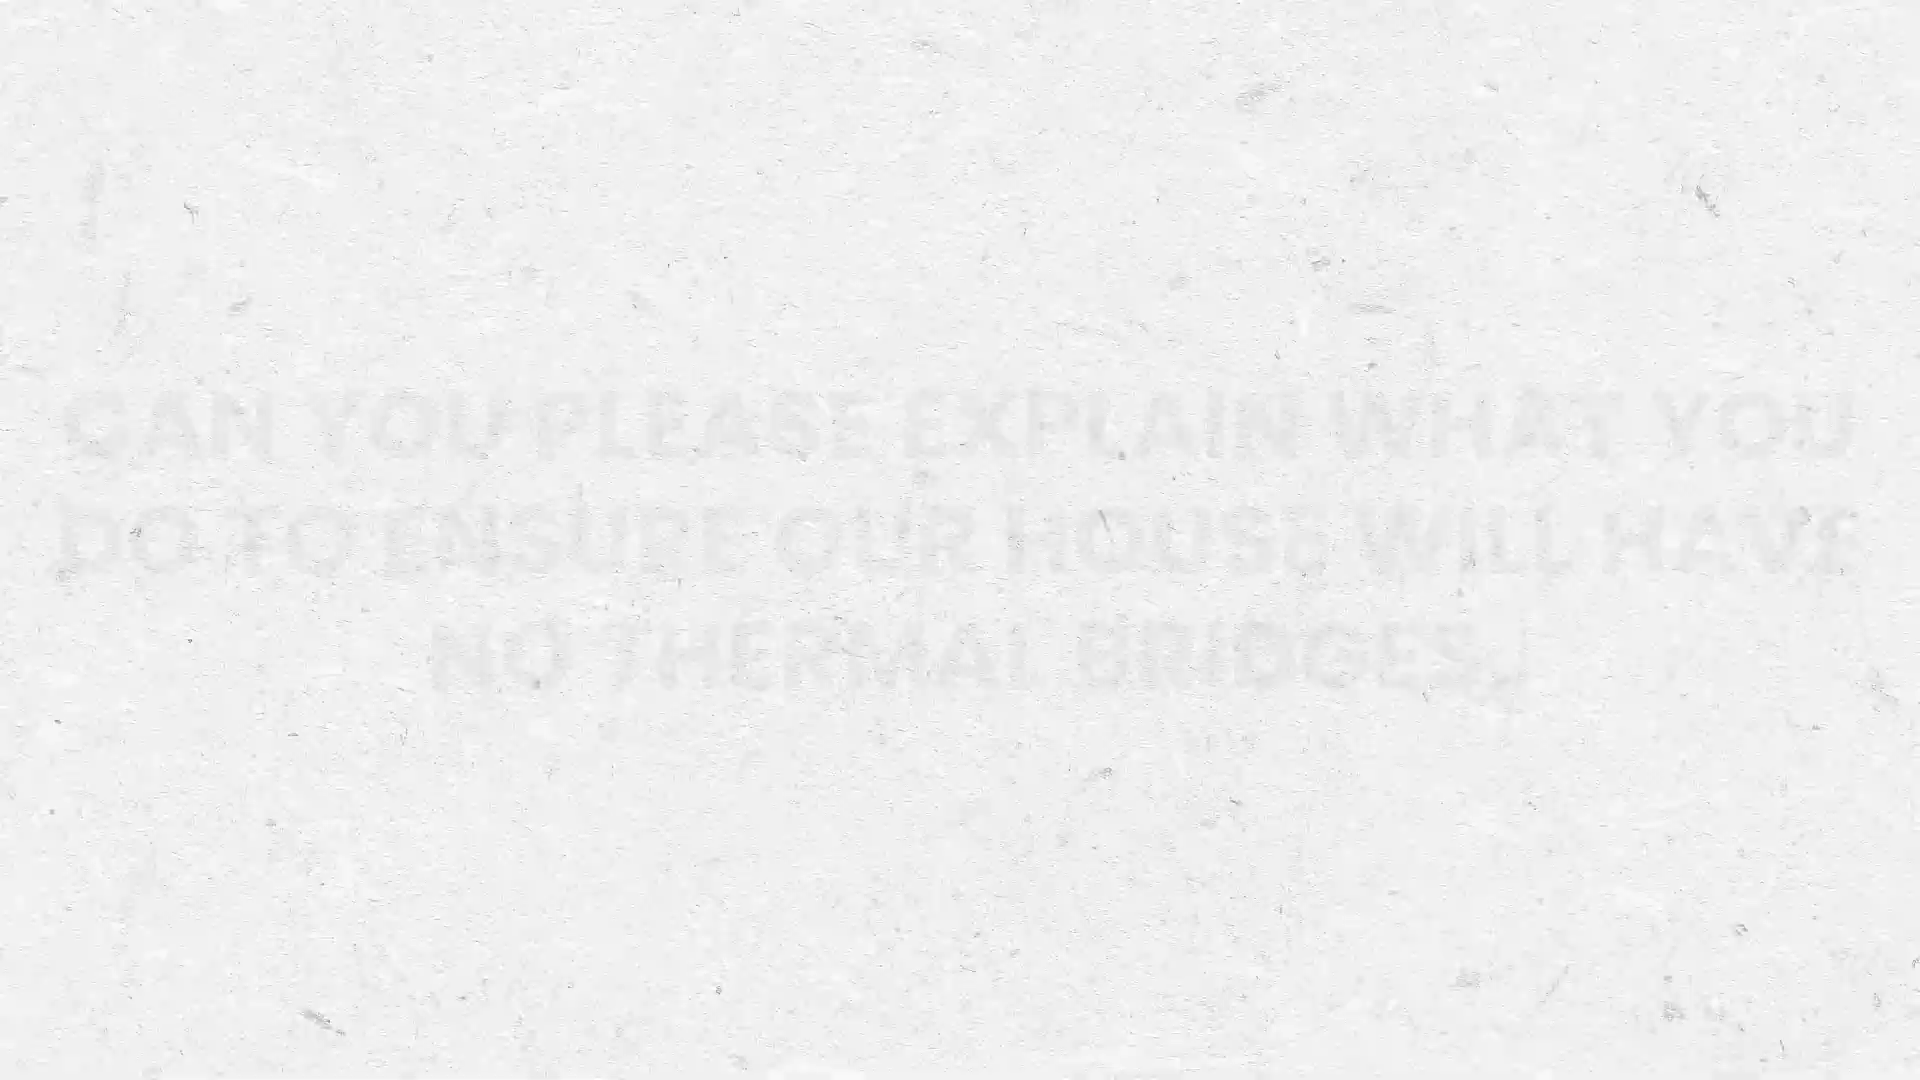 CAN YOU PLEASE EXPLAIN WHAT YOU
DO TO ENSURE OUR HOUSE WILL HAVE
NO THERMAL BRIDGES.